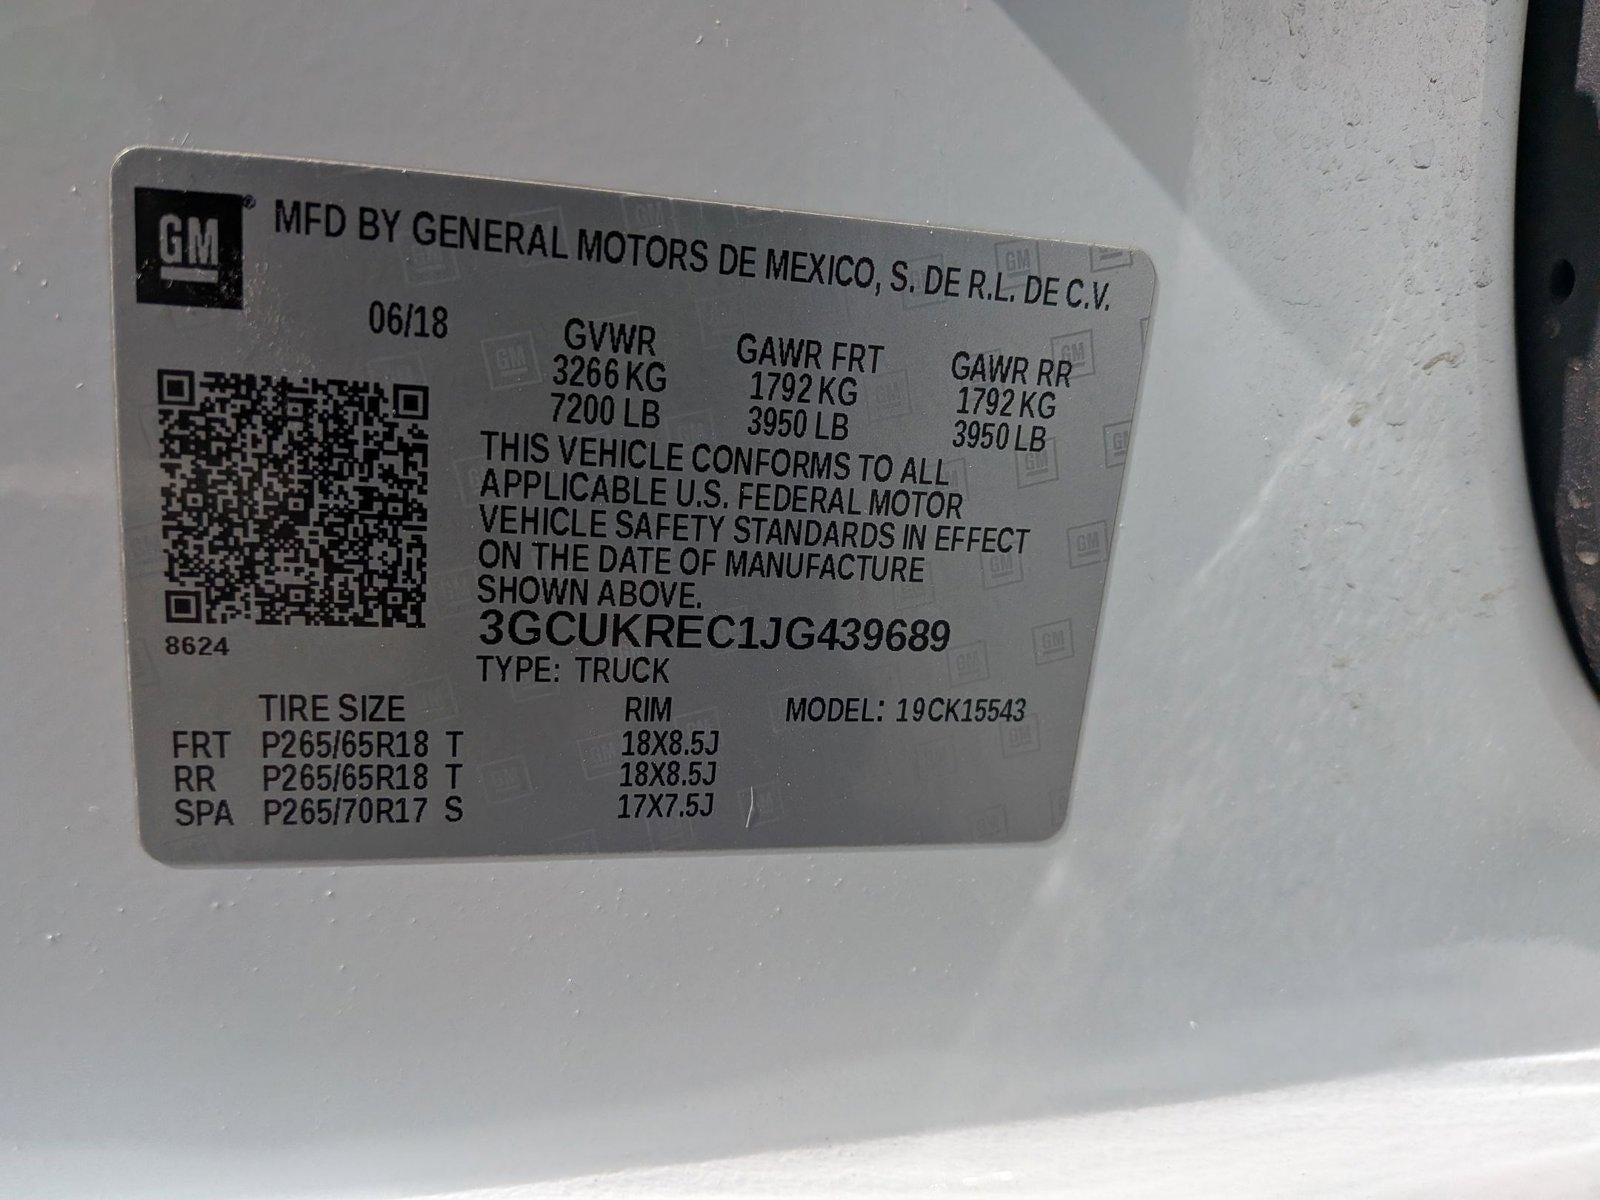 GM® MFD BY GENERAL MOTORS DE MEXICO, S. DE R.L. DE C.V.
06/18
GVWR GAWR FRT GAWR RR
3266 KG 1792 KG 1792 KG
7200 LB 3950 LB 3950 LB
THIS VEHICLE CONFORMS TO ALL
APPLICABLE U.S. FEDERAL MOTOR
VEHICLE SAFETY STANDARDS IN EFFECT
ON THE DATE OF MANUFACTURE
SHOWN ABOVE.
3GCUKREC1JG439689
8624
TYPE: TRUCK
TIRE SIZE RIM MODEL: 19CK15543
FRT P265/65R18 T 18X8.5J
RR P265/65R18 T 18X8.5J
SPA P265/70R17 S 17X7.5J